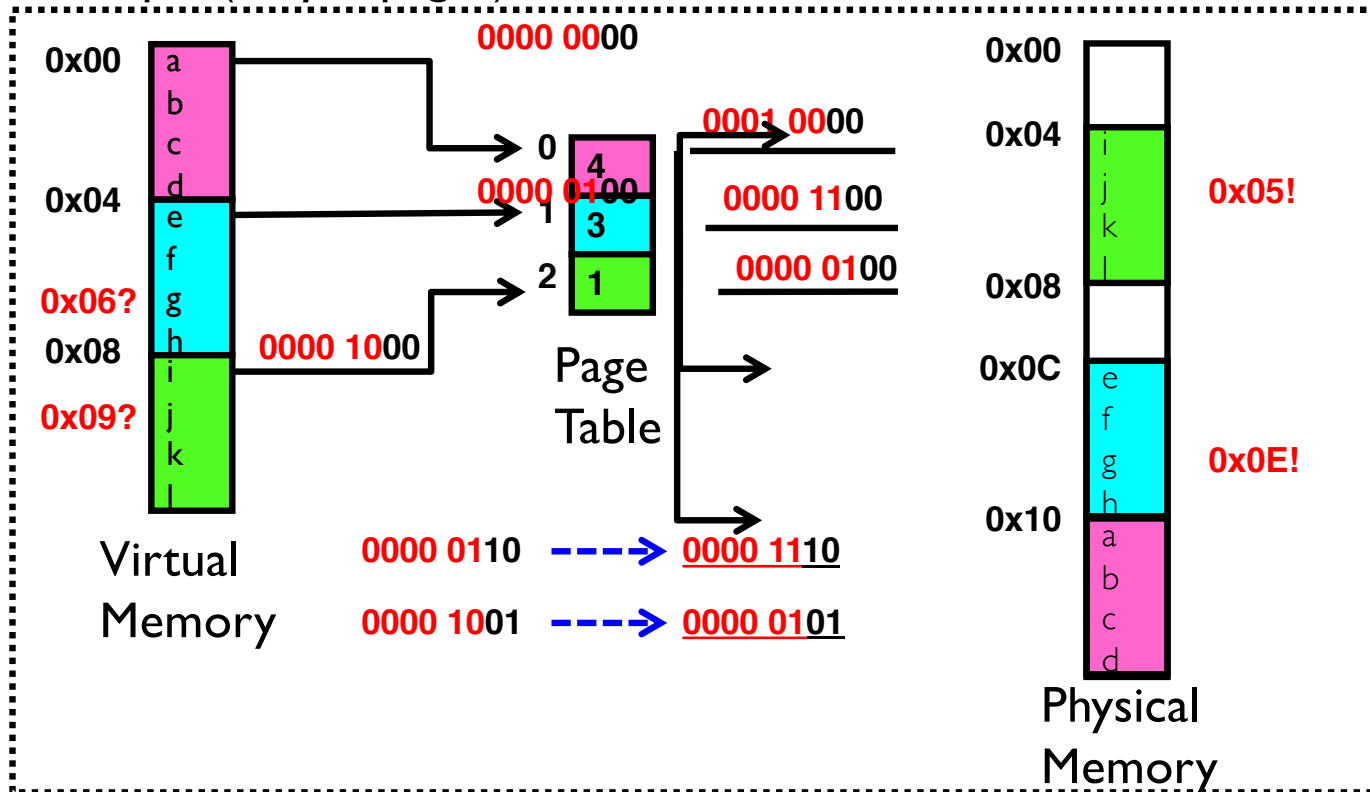 0000 0000
0x00
a
b
c
d
0x04
e
f
g
0x06?
h
0x08
i
0x09?
j
k
l
0000 1000
Virtual
Memory
0
4
0000 0100
1
3
2
1
Page
Table
0001 0000
0000 1100
0000 0100
0000 0110
0000 1110
0000 1001
0000 0101
0x00
0x04
i
j
k
l
0x05!
0x08
0x0C
e
f
g
h
0x0E!
0x10
a
b
c
d
Physical
Memory